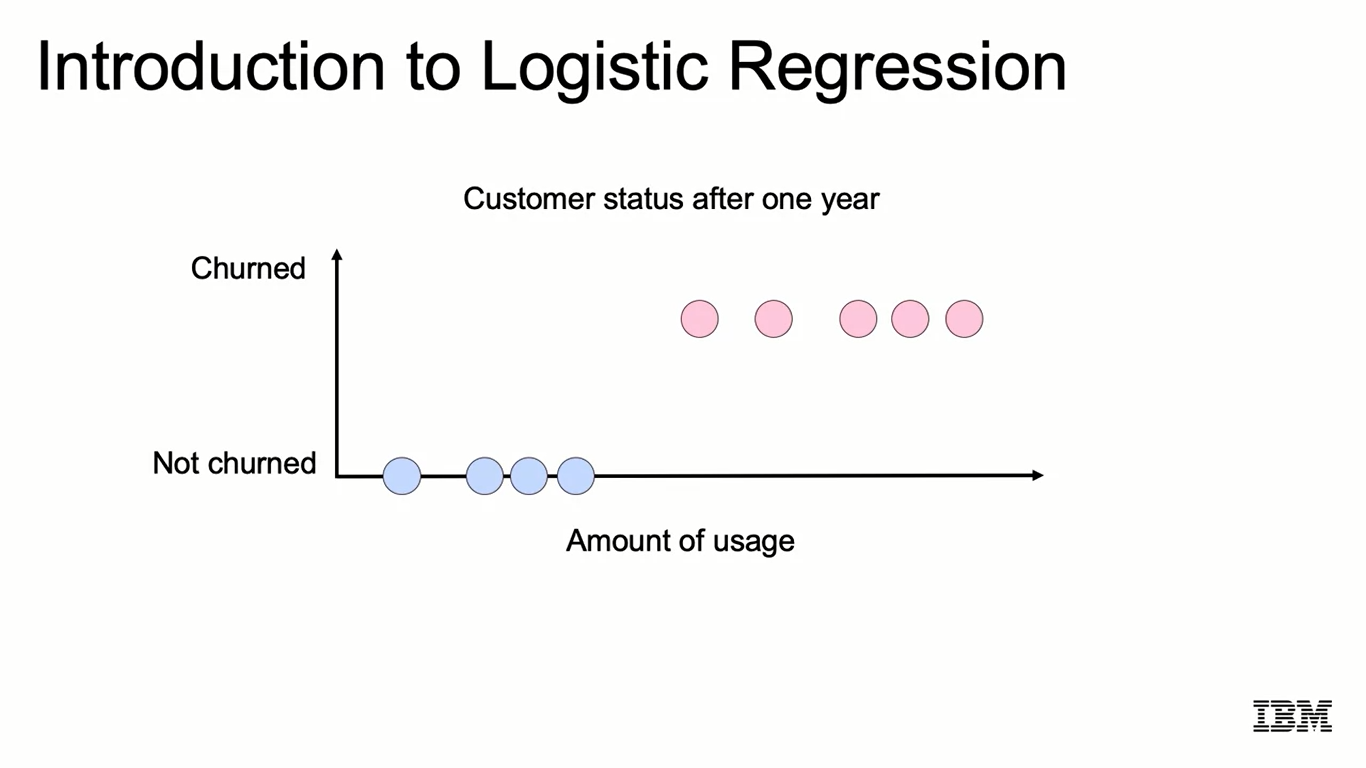 Introduction to Logistic Regression
Customer status after one year
Churned
Not churned
Amount of usage
IBM